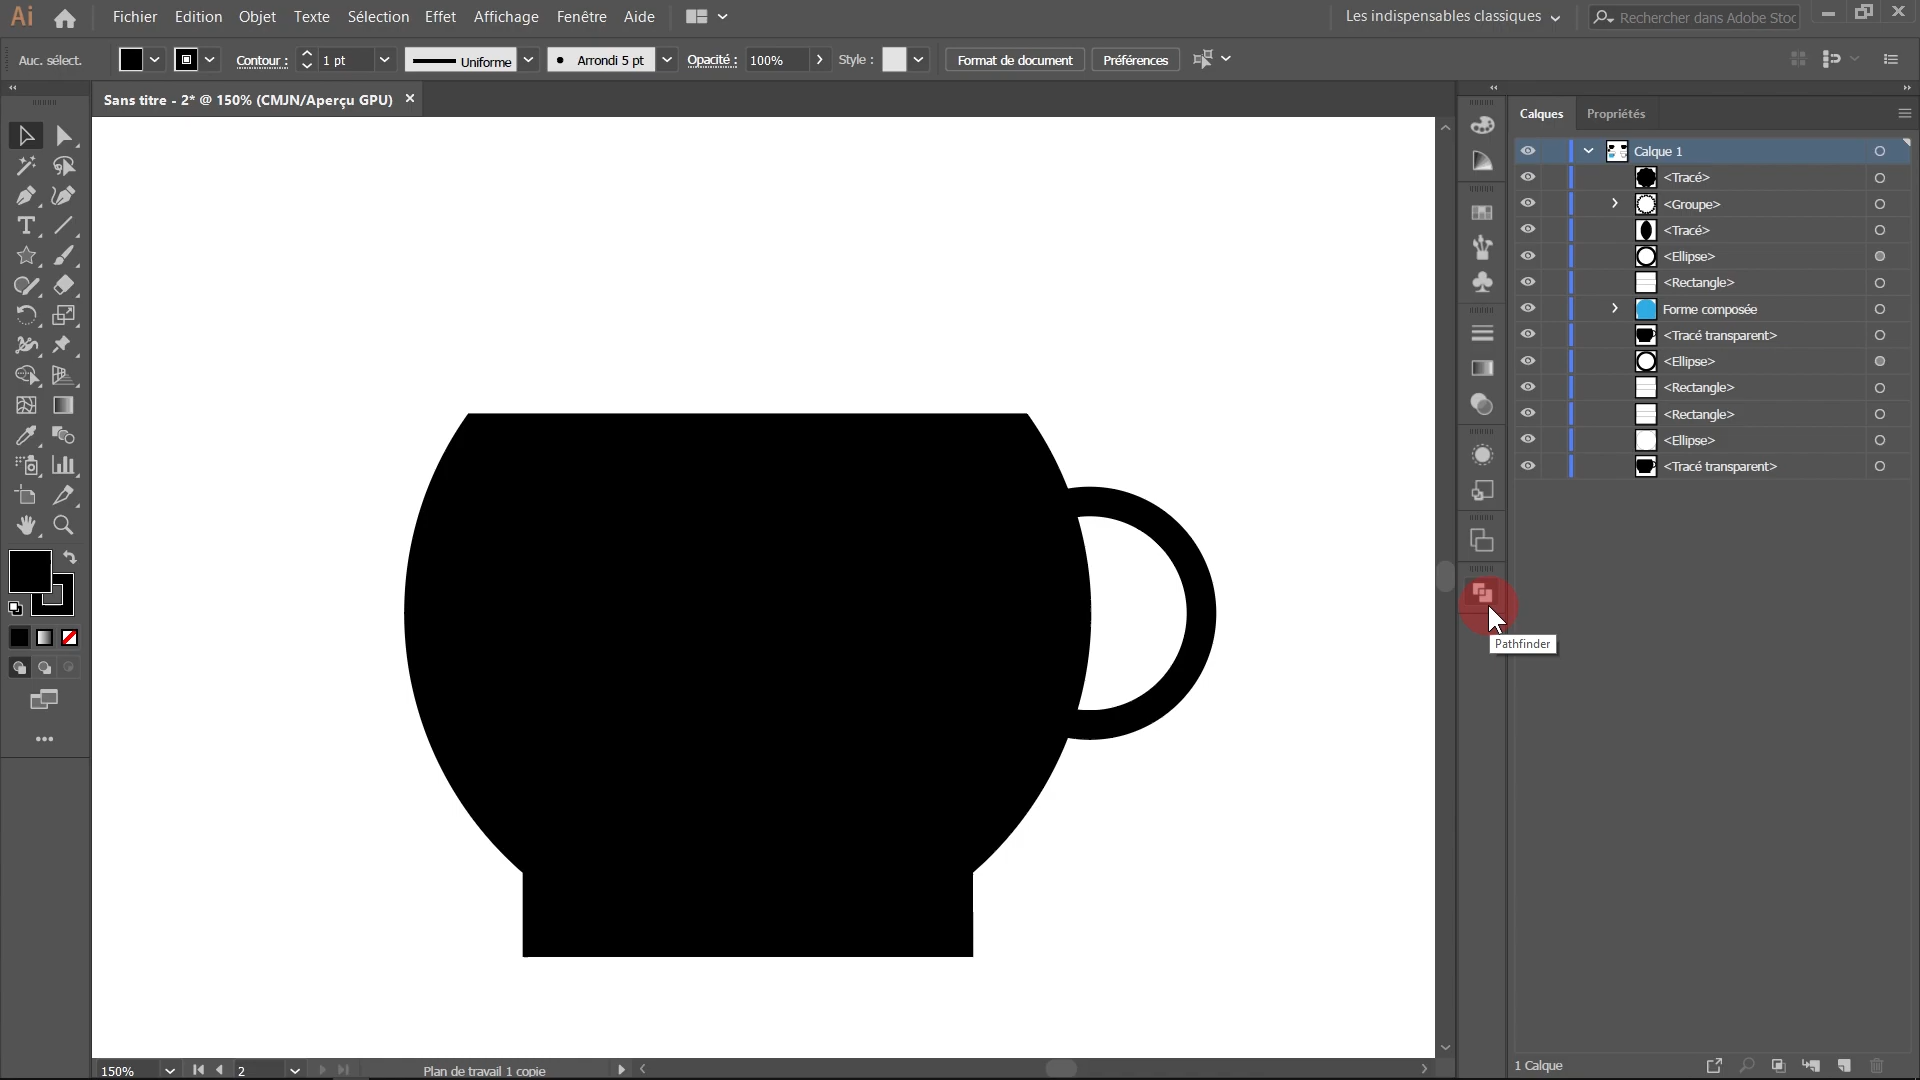 Ai
Fichier Edition Objet Texte Sélection Effet Affichage Fenêtre Aide
Les indispensables classiques
Rechercher dans Adobe Stoc
Auc. sélect.
Contour : 1 pt
Uniforme
Arrondi 5 pt
Opacité : 100%
Style :
Format de document
Préférences
Sans titre - 2* @ 150% (CMJN/Aperçu GPU)
Calques Propriétés
Calque 1
<Tracé>
<Groupe>
<Tracé>
<Ellipse>
<Rectangle>
Forme composée
<Tracé transparent>
<Ellipse>
<Rectangle>
<Rectangle>
<Ellipse>
<Tracé transparent>
Pathfinder
150% 2 Plan de travail 1 copie
1 Calque